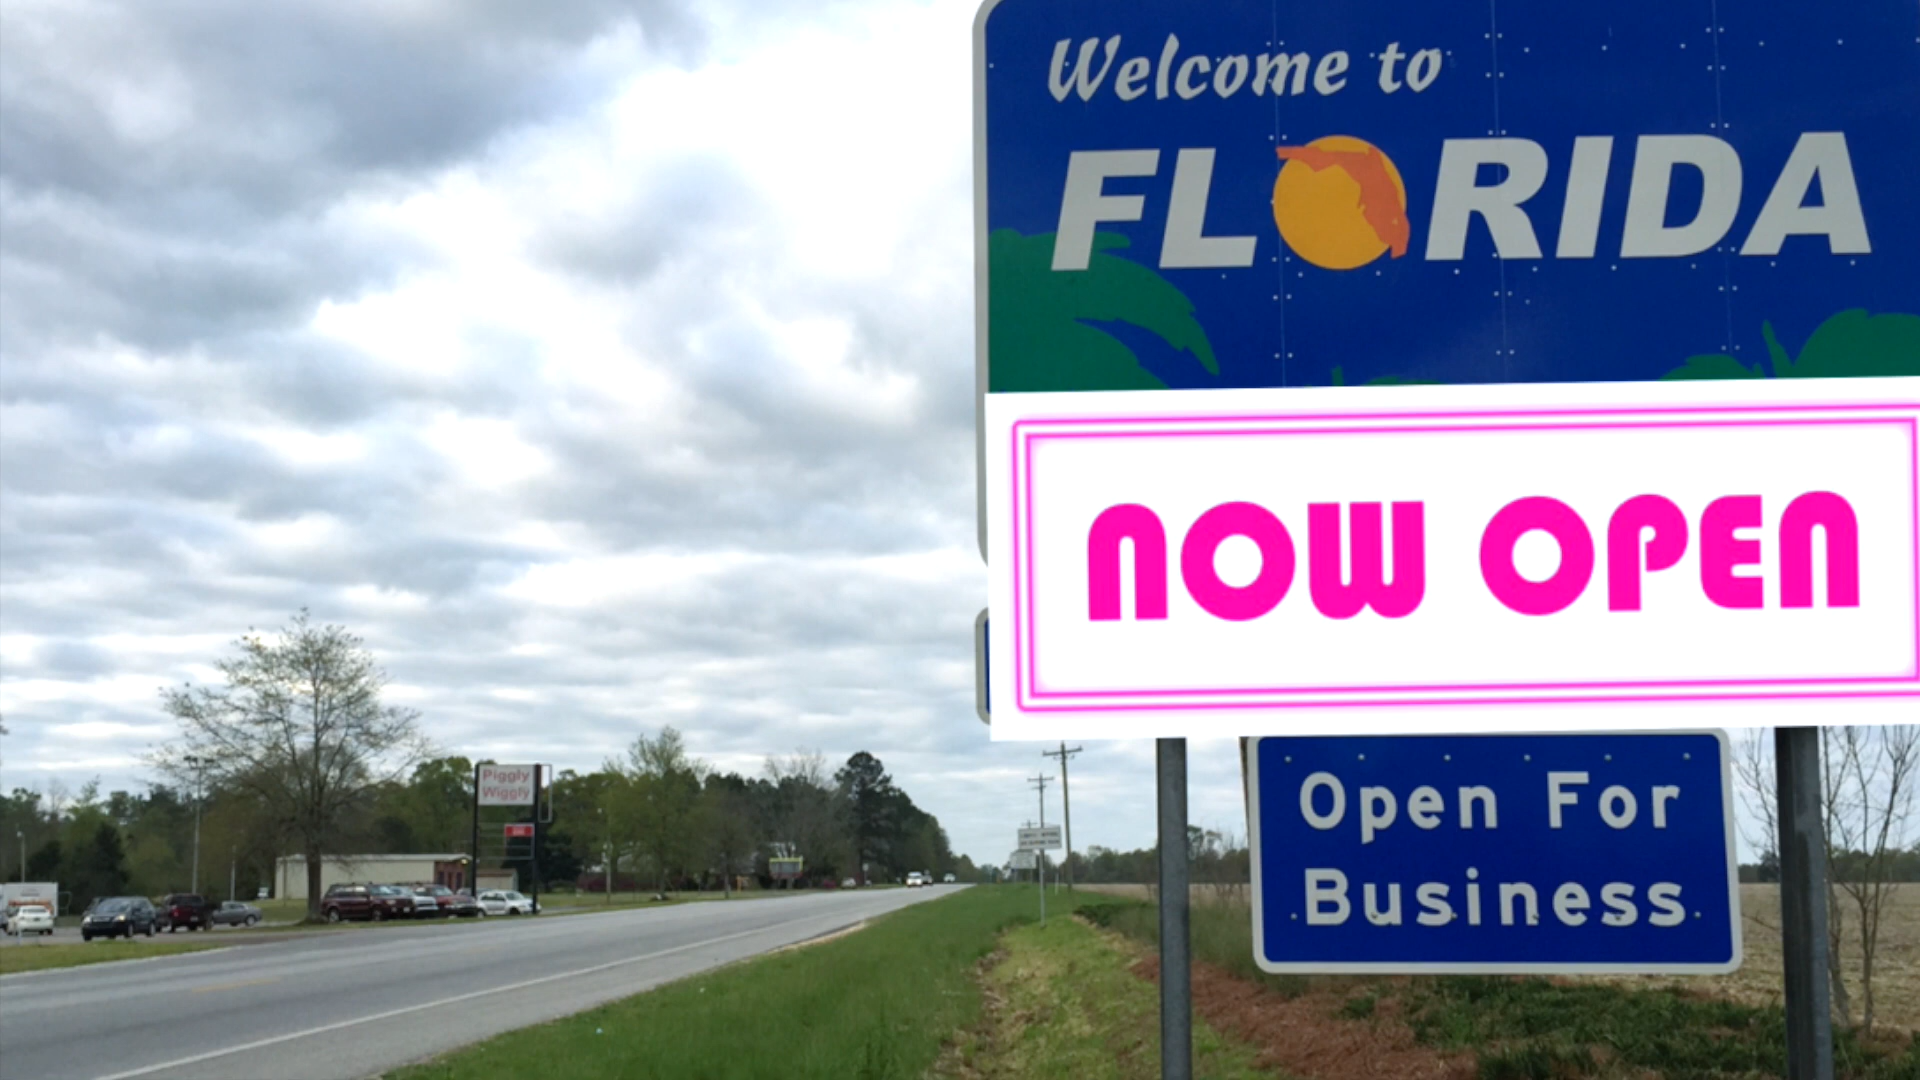 Welcome to
FLORIDA
NOW OPEN
Open For
Business
Piggly
Wiggly